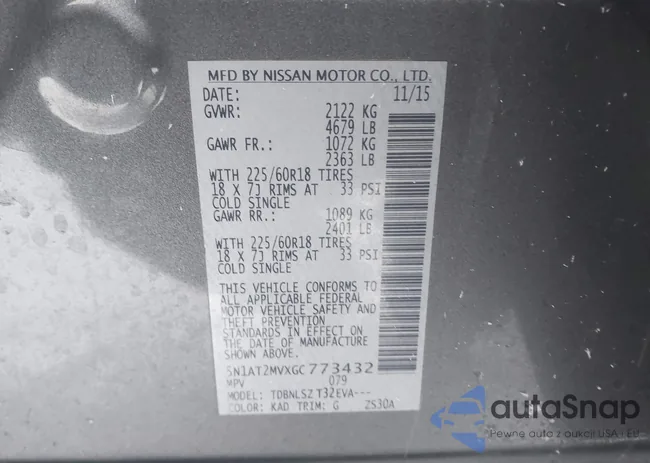 MFD BY NISSAN MOTOR CO., LTD.
DATE: 11/15
GVWR: 2122 KG
4679 LB
GAWR FR.: 1072 KG
2363 LB
WITH 225/60R18 TIRES
18 X 7J RIMS AT 33 PSI
COLD SINGLE
GAWR RR.: 1089 KG
2401 LB
WITH 225/60R18 TIRES
18 X 7J RIMS AT 33 PSI
COLD SINGLE
THIS VEHICLE CONFORMS TO
ALL APPLICABLE FEDERAL
MOTOR VEHICLE SAFETY AND
THEFT PREVENTION
STANDARDS IN EFFECT ON
THE DATE OF MANUFACTURE
SHOWN ABOVE
5N1AT2MVXGC773432
MPV 079
MODEL: TDBNLSZ T32EVA---
COLOR: KAD TRIM: G 2S30A
autoSnap
Pewne auto z aukcji USA i EU